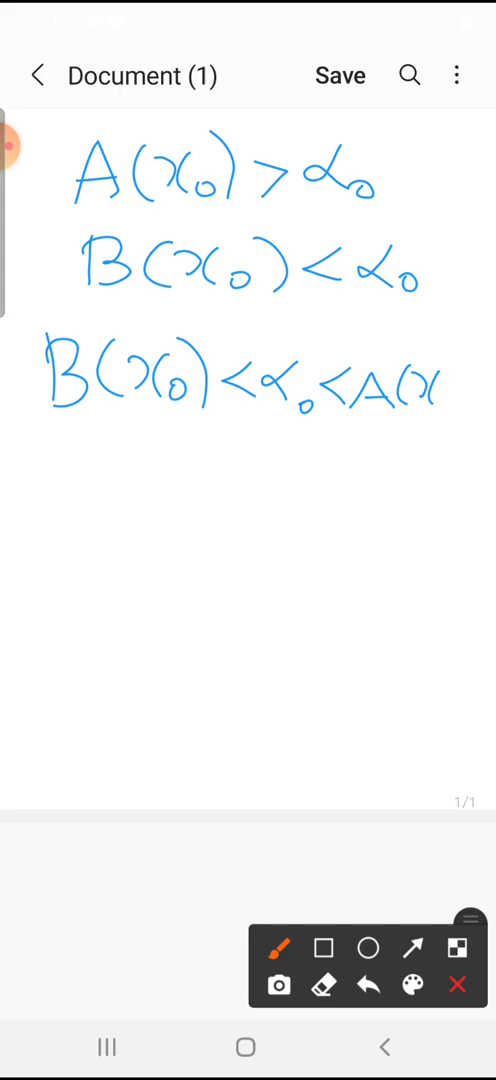 Document (1) Save
A(x₀) > α₀
B(x₀) < α₀
B(x₀) < α₀ < A(x
1/1